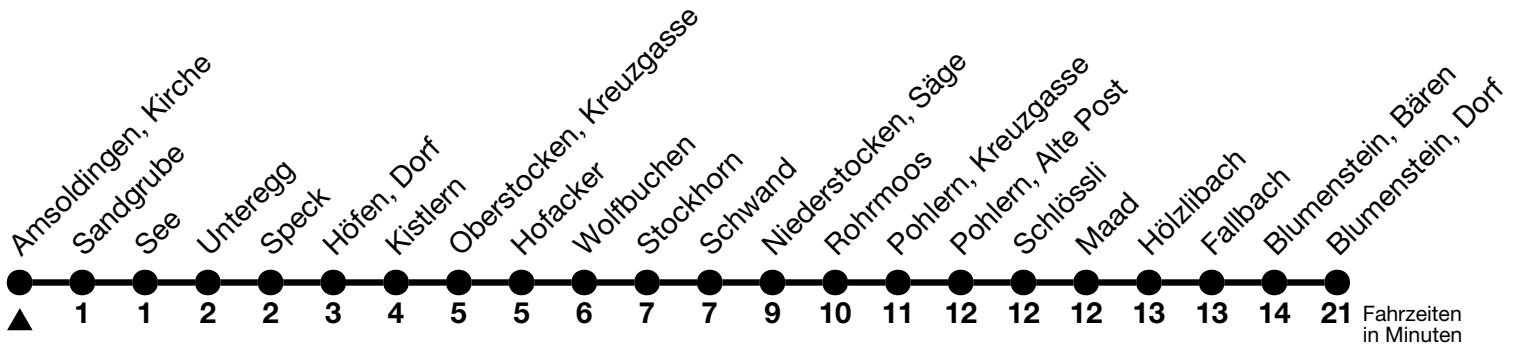 Amsoldingen, Kirche
Sandgrube
See
Unteregg
Speck
Höfen, Dorf
Kistlern
Oberstocken, Kreuzgasse
Hofacker
Wolfbuchen
Stockhorn
Schwand
Niederstocken, Säge
Rohrmoos
Pohlern, Kreuzgasse
Pohlern, Alte Post
Schlössli
Maad
Hölzlibach
Fallbach
Blumenstein, Bären
Blumenstein, Dorf
1 1 2 2 3 4 5 5 6 7 7 9 10 11 12 12 12 13 13 14 21 Fahrzeiten
in Minuten